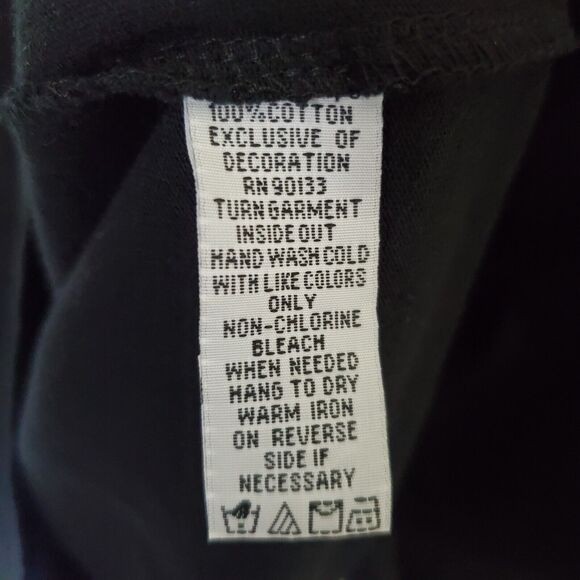 100% COTTON
EXCLUSIVE OF
DECORATION
RN 90133
TURN GARMENT
INSIDE OUT
HAND WASH COLD
WITH LIKE COLORS
ONLY
NON-CHLORINE
BLEACH
WHEN NEEDED
HANG TO DRY
WARM IRON
ON REVERSE
SIDE IF
NECESSARY